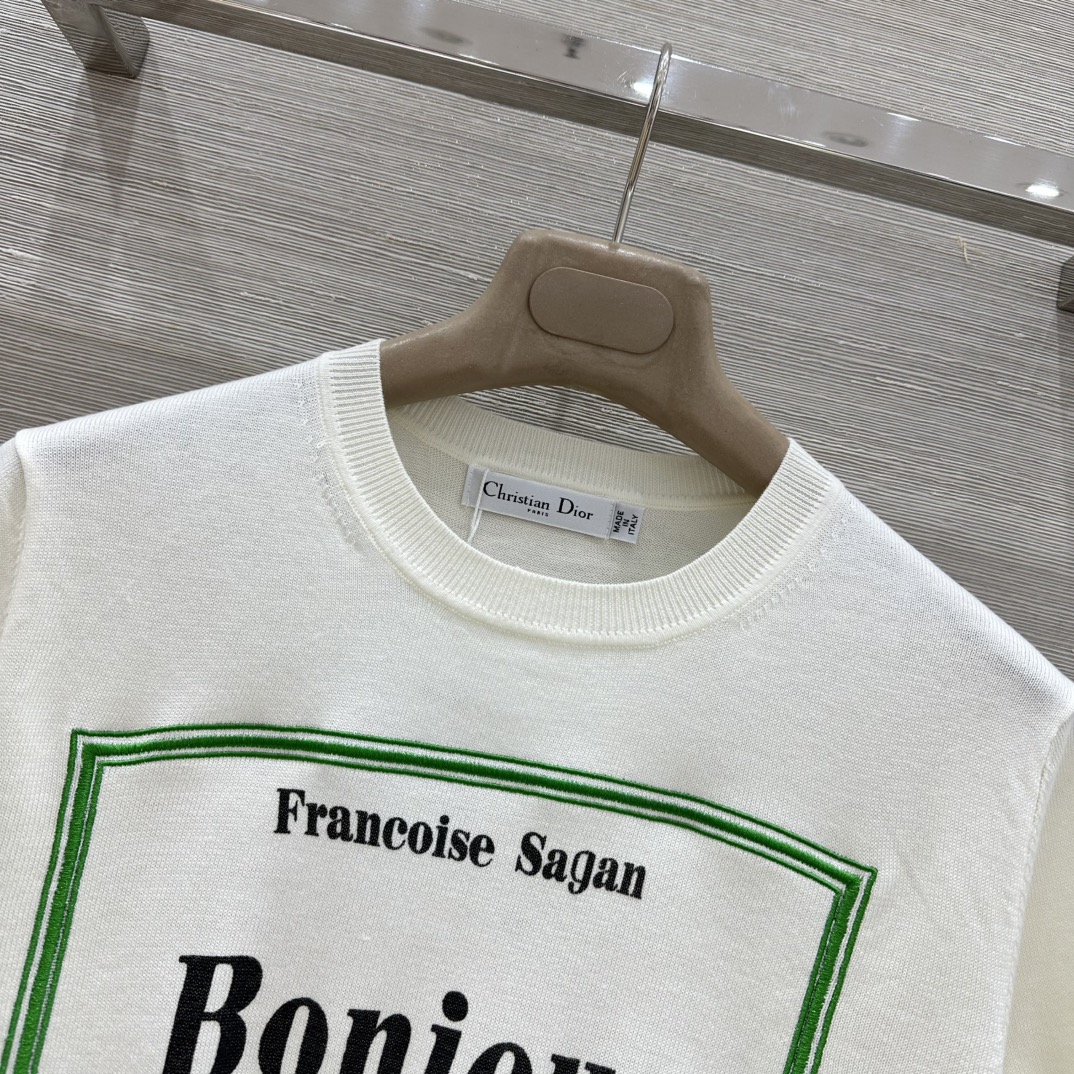 Christian Dior
PARIS
MADE
IN
ITALY
Francoise Sagan